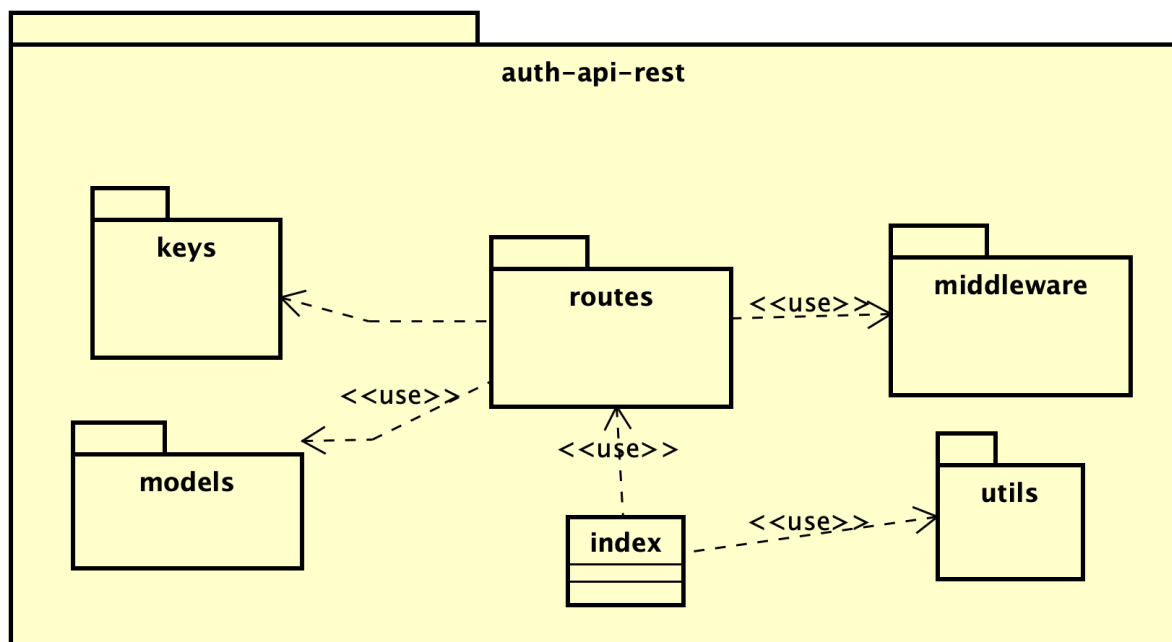 auth-api-rest
keys
routes
middleware
<<use>>
<<use>>
models
<<use>>
utils
<<use>>
index